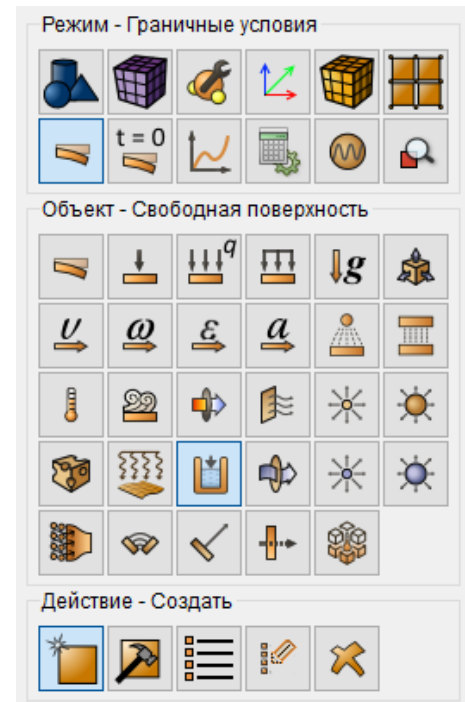 Режим - Граничные условия
t = 0
Объект - Свободная поверхность
q
g
υ
ω
ε
a
Действие - Создать